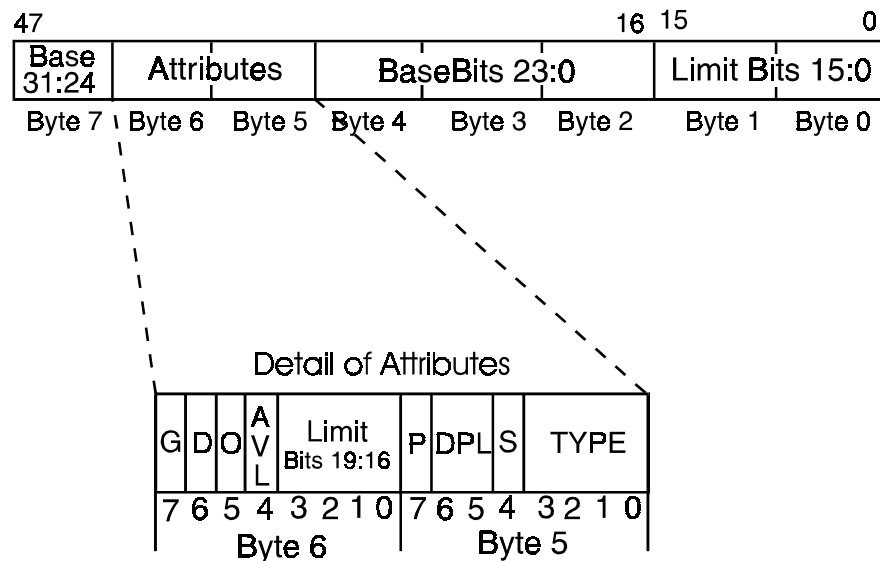 47 16 15 0
Base Attributes BaseBits 23:0 Limit Bits 15:0
31:24
Byte 7 Byte 6 Byte 5 Byte 4 Byte 3 Byte 2 Byte 1 Byte 0
Detail of Attributes
G D O AVL Limit P DPL S TYPE
Bits 19:16
7 6 5 4 3 2 1 0 7 6 5 4 3 2 1 0
Byte 6 Byte 5